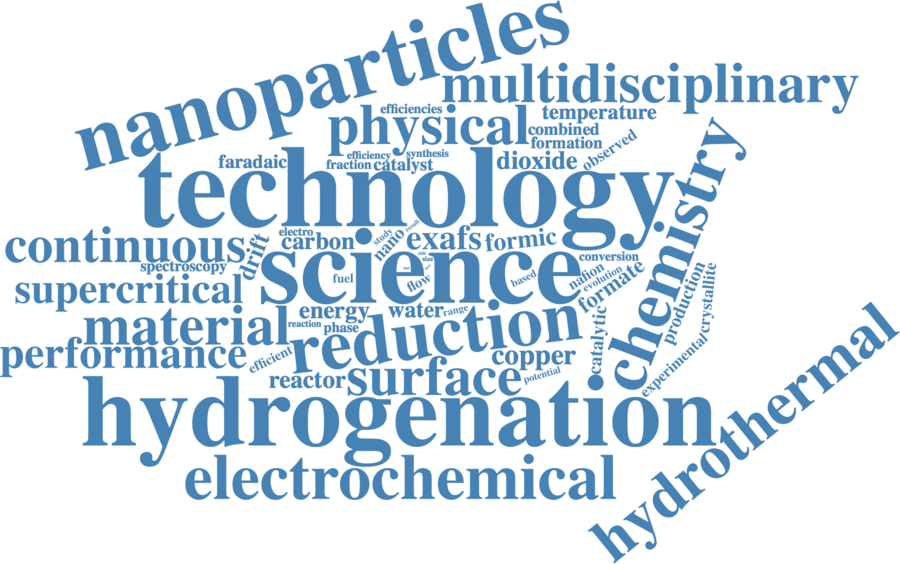 nanoparticles
multidisciplinary
efficiencies
physical
temperature
combined
formation
observed
faradaic
efficiency
synthesis
fraction
catalyst
dioxide
technology
chemistry
continuous
drift
electro
carbon
study
nano
result
exafs
formic
spectroscopy
science
conversion
supercritical
fuel
flow
size
based
nafion
evolution
formate
production
crystallite
material
energy
water
range
reaction
phase
reduction
catalytic
performance
efficient
copper
experimental
reactor
surface
potential
hydrogenation
hydrothermal
electrochemical